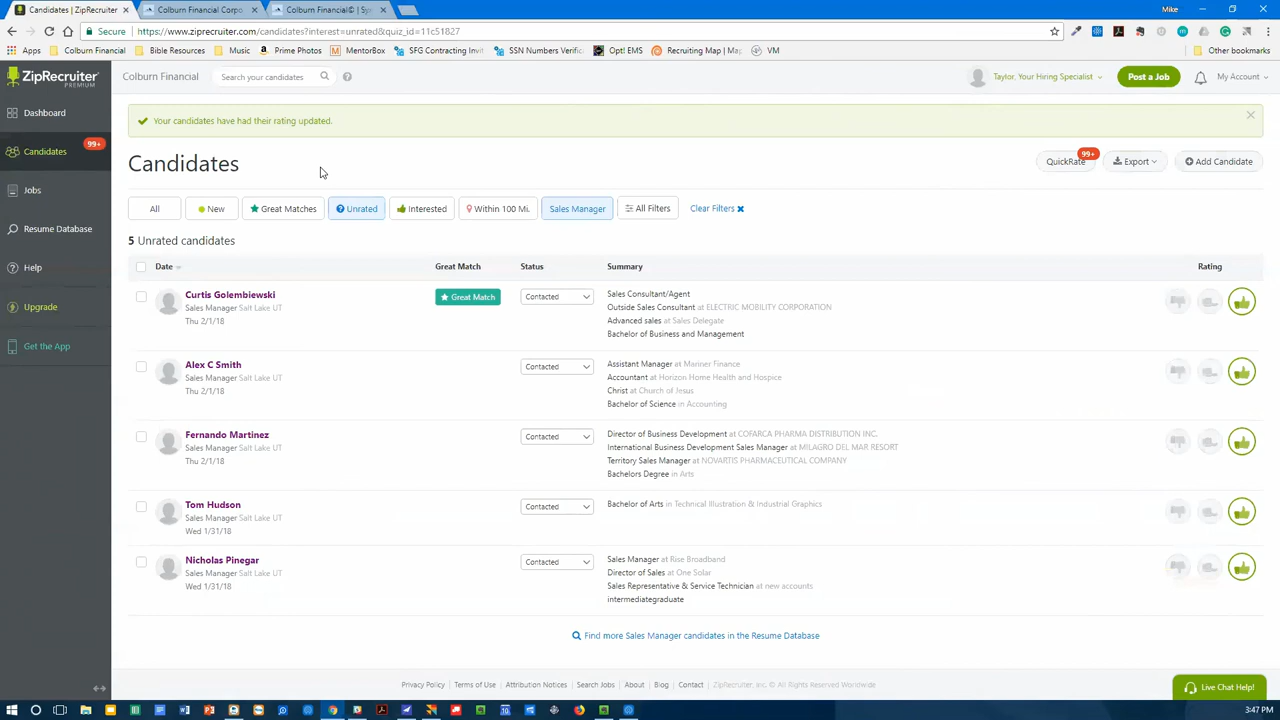 Candidates | ZipRecruiter
Colburn Financial Corpo
Colburn Financial© | Sys
Mike
Secure
https://www.ziprecruiter.com/candidates?interest=unrated&quiz_id=11c51827
Apps
Colburn Financial
Bible Resources
Music
Prime Photos
MentorBox
SFG Contracting Invit
SSN Numbers Verific
Opt! EMS
Recruiting Map | Ma
VM
Other bookmarks
ZipRecruiter
PREMIUM
Colburn Financial
Search your candidates
Taylor, Your Hiring Specialist
Post a Job
My Account
Dashboard
Candidates 99+
Jobs
Resume Database
Help
Upgrade
Get the App
Your candidates have had their rating updated.
Candidates
QuickRate 99+
Export
Add Candidate
All
New
Great Matches
Unrated
Interested
Within 100 Mi.
Sales Manager
All Filters
Clear Filters
5 Unrated candidates
Date Great Match Status Summary Rating
Curtis Golembiewski
Sales Manager Salt Lake UT
Thu 2/1/18
Great Match
Contacted
Sales Consultant/Agent
Outside Sales Consultant at ELECTRIC MOBILITY CORPORATION
Advanced sales at Sales Delegate
Bachelor of Business and Management
Alex C Smith
Sales Manager Salt Lake UT
Thu 2/1/18
Contacted
Assistant Manager at Mariner Finance
Accountant at Horizon Home Health and Hospice
Christ at Church of Jesus
Bachelor of Science in Accounting
Fernando Martinez
Sales Manager Salt Lake UT
Thu 2/1/18
Contacted
Director of Business Development at COFARCA PHARMA DISTRIBUTION INC.
International Business Development Sales Manager at MILAGRO DEL MAR RESORT
Territory Sales Manager at NOVARTIS PHARMACEUTICAL COMPANY
Bachelors Degree in Arts
Tom Hudson
Sales Manager Salt Lake UT
Wed 1/31/18
Contacted
Bachelor of Arts in Technical Illustration & Industrial Graphics
Nicholas Pinegar
Sales Manager Salt Lake UT
Wed 1/31/18
Contacted
Sales Manager at Rise Broadband
Director of Sales at One Solar
Sales Representative & Service Technician at new accounts
intermediategraduate
Find more Sales Manager candidates in the Resume Database
Privacy Policy Terms of Use Attribution Notices Search Jobs About Blog Contact ZipRecruiter, Inc. © All Rights Reserved Worldwide
Live Chat Help!
3:47 PM